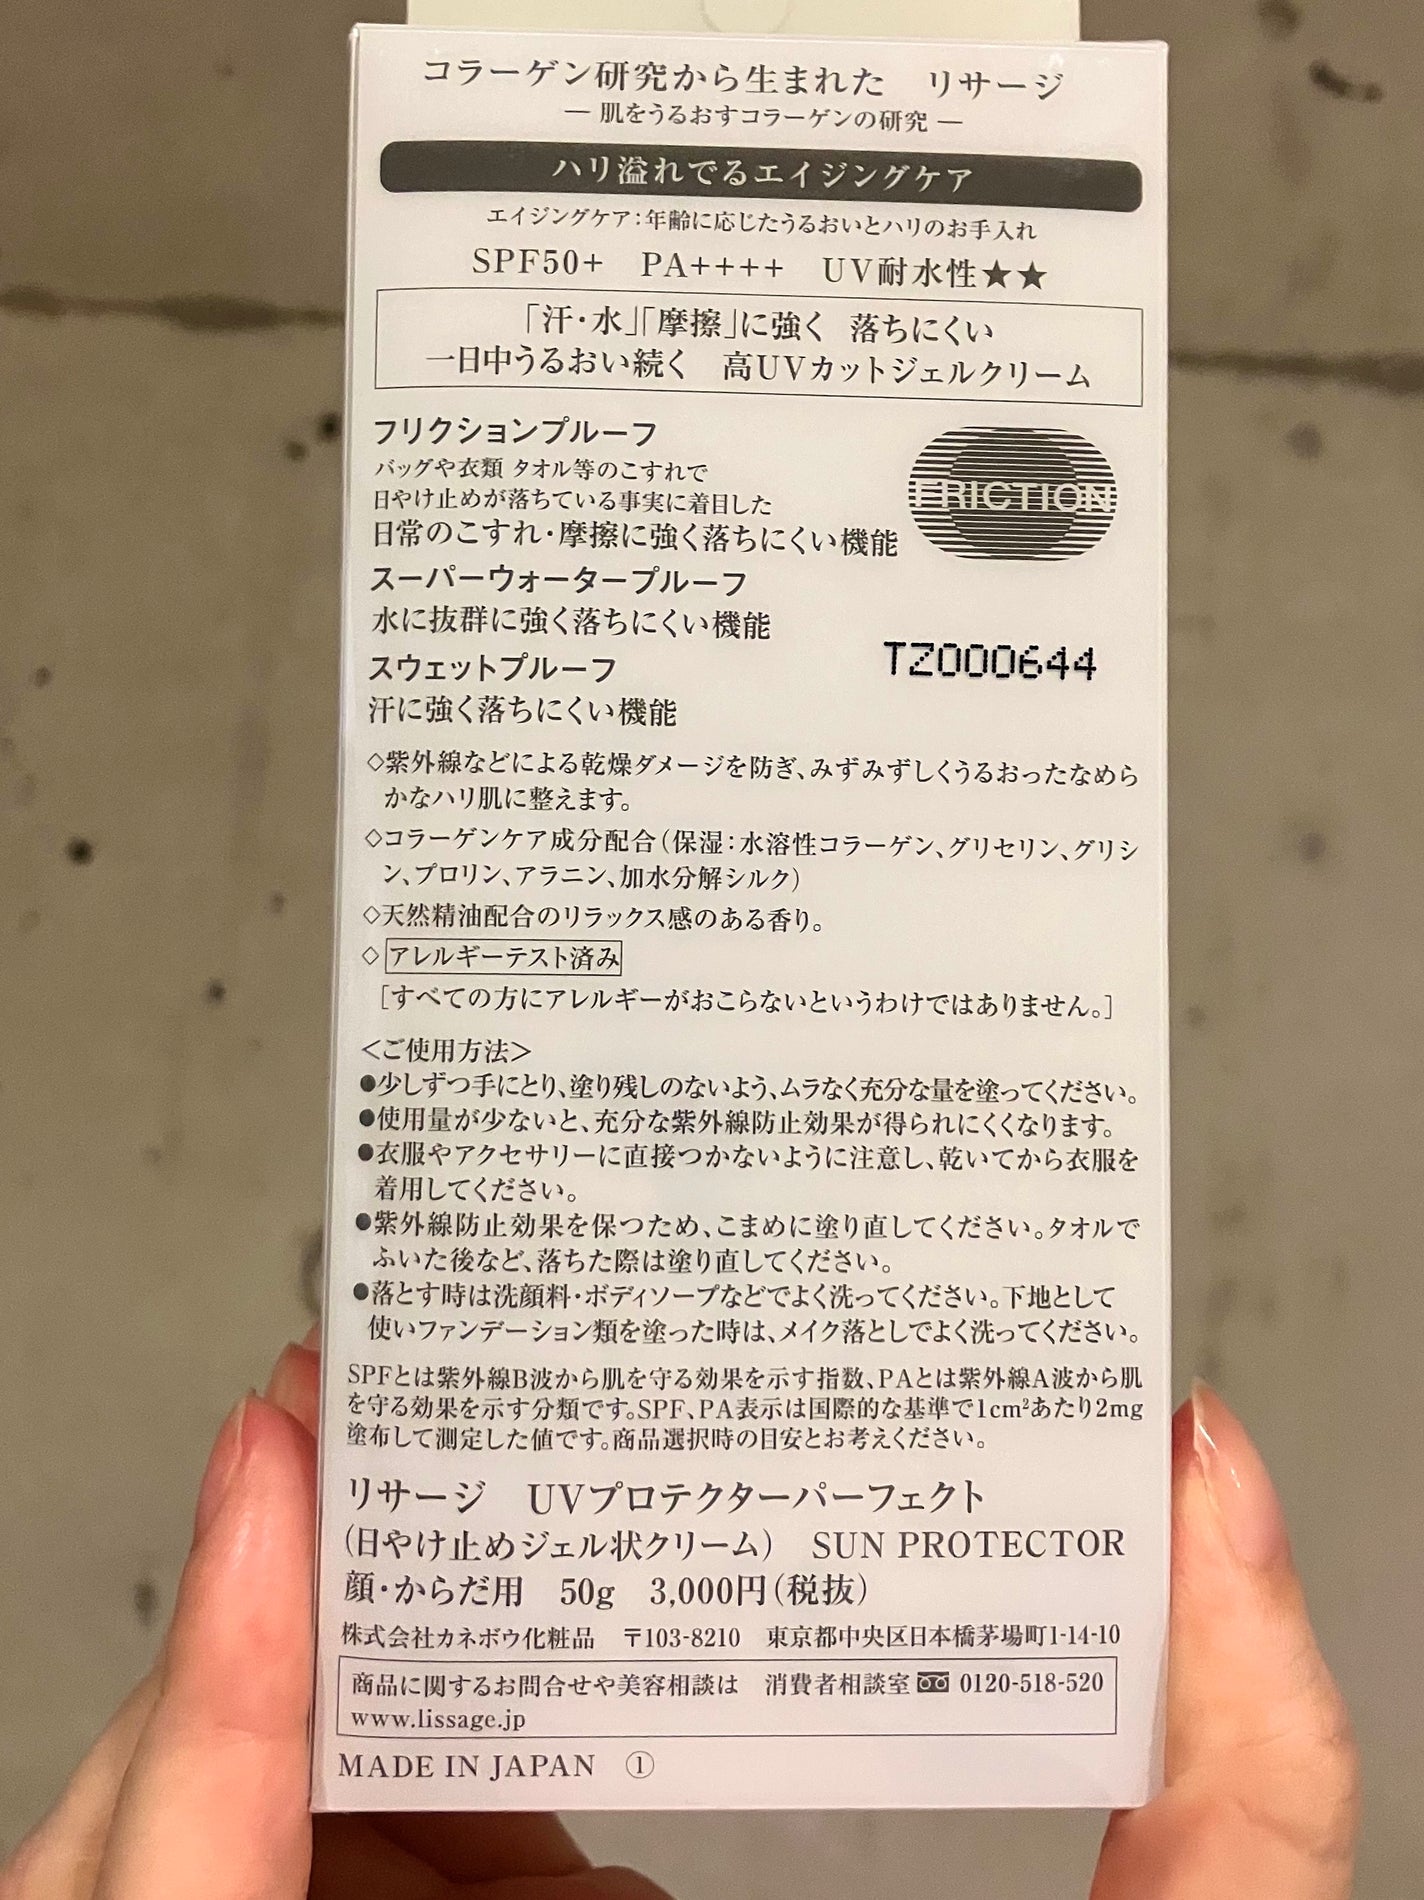 コラーゲン研究から生まれた　リサージ
― 肌をうるおすコラーゲンの研究 ―
ハリ溢れでるエイジングケア
エイジングケア：年齢に応じたうるおいとハリのお手入れ
SPF50+　PA++++　UV耐水性★★
「汗・水」「摩擦」に強く 落ちにくい
一日中うるおい続く　高UVカットジェルクリーム
フリクションプルーフ
バッグや衣類 タオル等のこすれで
日やけ止めが落ちている事実に着目した
日常のこすれ・摩擦に強く落ちにくい機能
FRICTION
スーパーウォータープルーフ
水に抜群に強く落ちにくい機能
TZ000644
スウェットプルーフ
汗に強く落ちにくい機能
◇紫外線などによる乾燥ダメージを防ぎ、みずみずしくうるおったなめら
かなハリ肌に整えます。
◇コラーゲンケア成分配合（保湿：水溶性コラーゲン、グリセリン、グリシ
ン、プロリン、アラニン、加水分解シルク）
◇天然精油配合のリラックス感のある香り。
◇アレルギーテスト済み
［すべての方にアレルギーがおこらないというわけではありません。］
＜ご使用方法＞
●少しずつ手にとり、塗り残しのないよう、ムラなく充分な量を塗ってください。
●使用量が少ないと、充分な紫外線防止効果が得られにくくなります。
●衣服やアクセサリーに直接つかないように注意し、乾いてから衣服を
着用してください。
●紫外線防止効果を保つため、こまめに塗り直してください。タオルで
ふいた後など、落ちた際は塗り直してください。
●落とす時は洗顔料・ボディソープなどでよく洗ってください。下地として
使いファンデーション類を塗った時は、メイク落としでよく洗ってください。
SPFとは紫外線B波から肌を守る効果を示す指数、PAとは紫外線A波から肌
を守る効果を示す分類です。SPF、PA表示は国際的な基準で1cm²あたり2mg
塗布して測定した値です。商品選択時の目安とお考えください。
リサージ　UVプロテクターパーフェクト
（日やけ止めジェル状クリーム）　SUN PROTECTOR
顔・からだ用　50g　3,000円（税抜）
株式会社カネボウ化粧品　〒103-8210　東京都中央区日本橋茅場町1-14-10
商品に関するお問合せや美容相談は　消費者相談室 0120-518-520
www.lissage.jp
MADE IN JAPAN　①